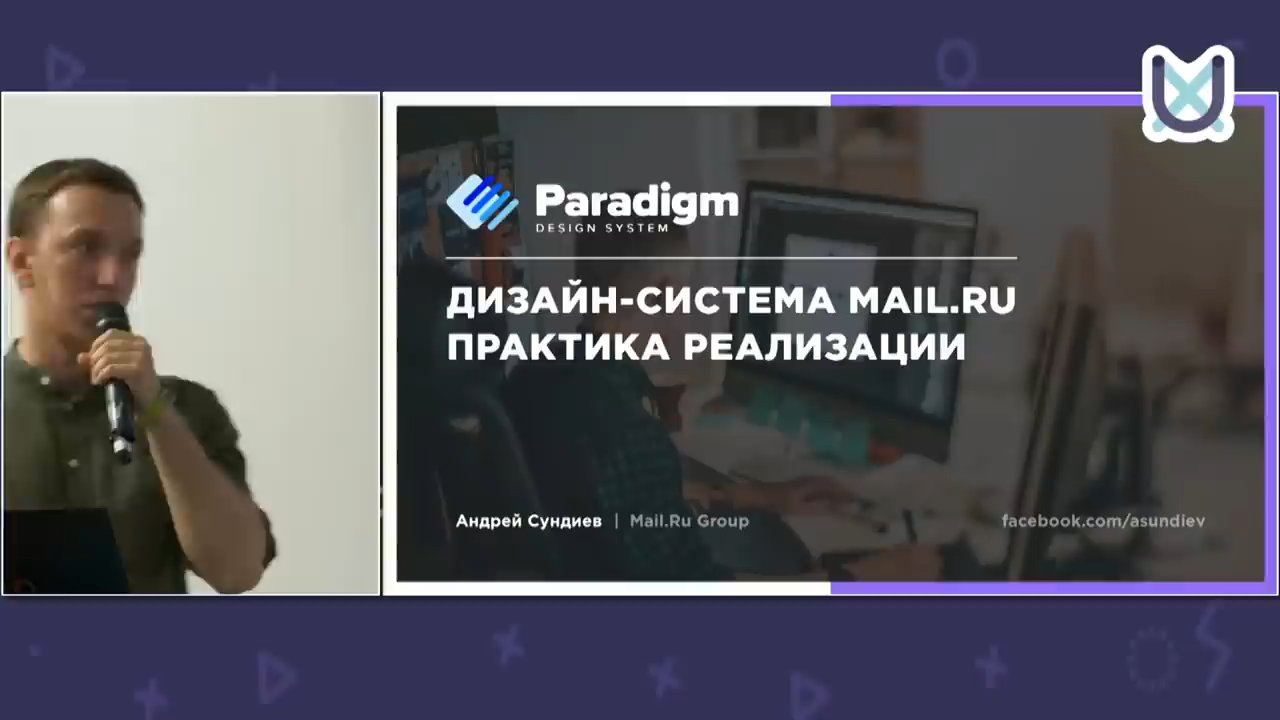 Paradigm
DESIGN SYSTEM
ДИЗАЙН-СИСТЕМА MAIL.RU
ПРАКТИКА РЕАЛИЗАЦИИ
Андрей Сундиев | Mail.Ru Group
facebook.com/asundiev